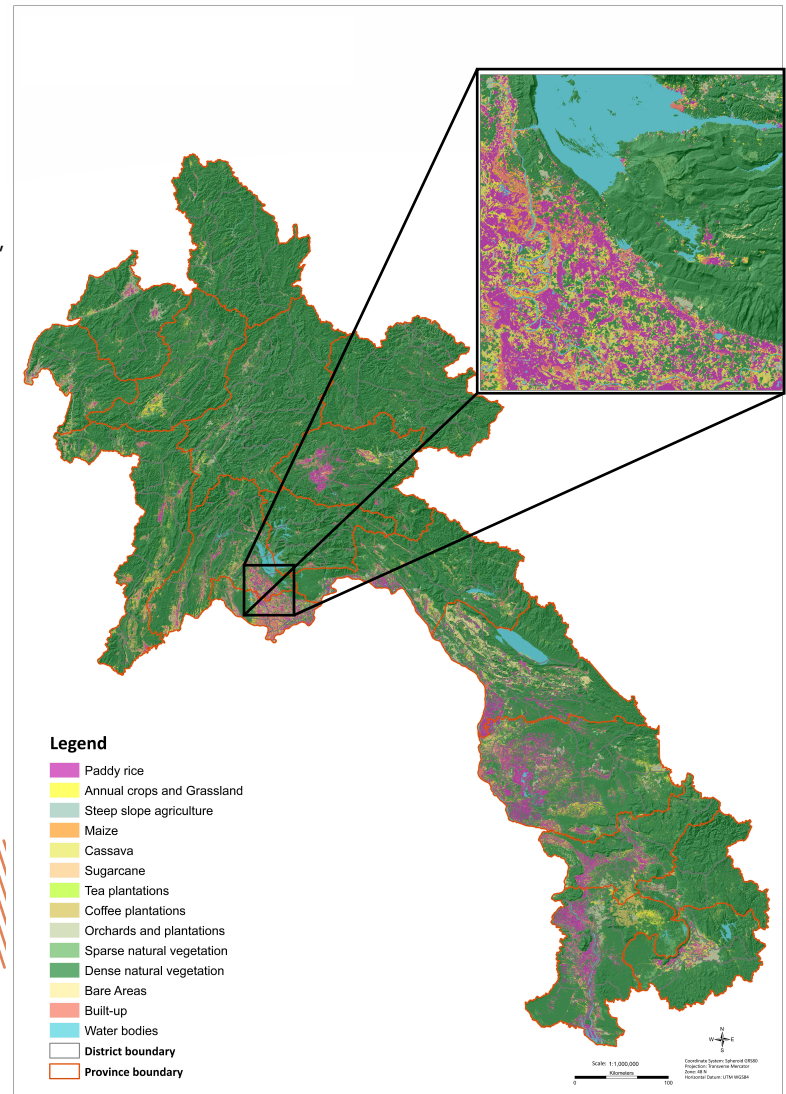 Legend
Paddy rice
Annual crops and Grassland
Steep slope agriculture
Maize
Cassava
Sugarcane
Tea plantations
Coffee plantations
Orchards and plantations
Sparse natural vegetation
Dense natural vegetation
Bare Areas
Built-up
Water bodies
District boundary
Province boundary
N
W E
S
Scale: 1:1,000,000
Kilometers
0 100
Coordinate System: Spheroid GRS80
Projection: Transverse Mercator
Zone: 48 N
Horizontal Datum: UTM WGS84